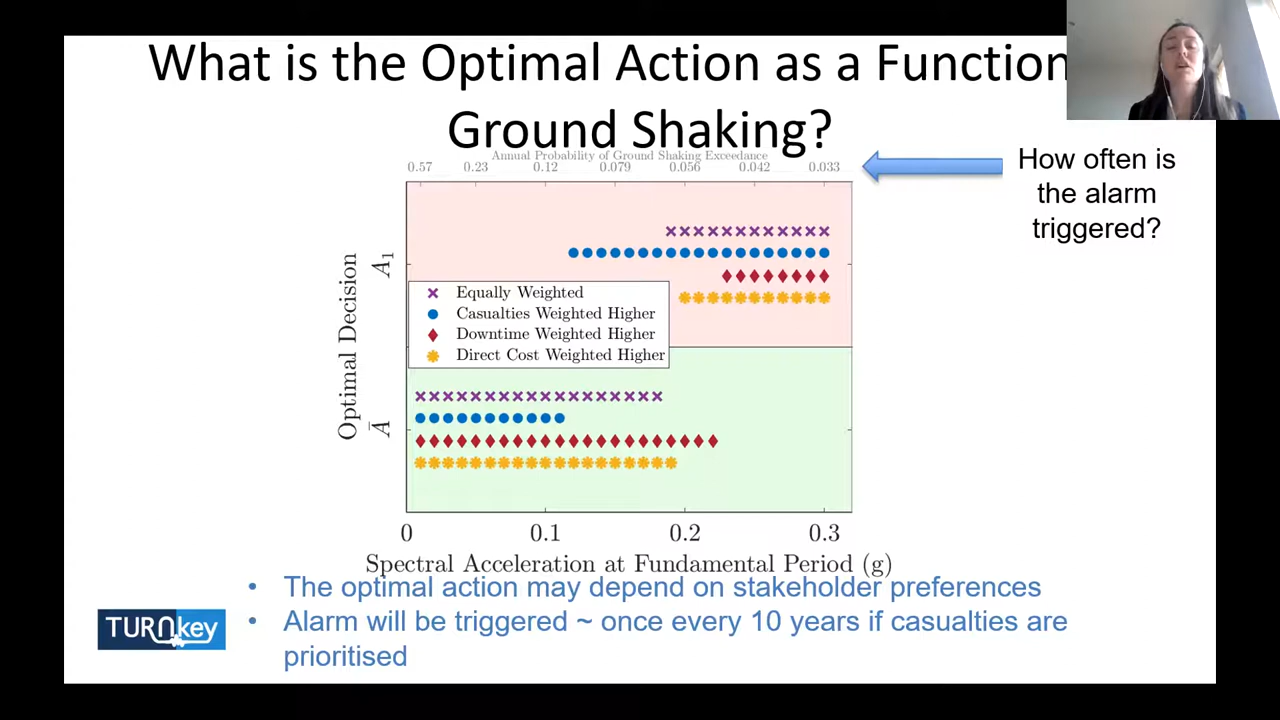 What is the Optimal Action as a Function
Ground Shaking?
Annual Probability of Ground Shaking Exceedance
0.57 0.23 0.12 0.079 0.056 0.042 0.033
How often is
the alarm
triggered?
Optimal Decision
A₁
Ā
Equally Weighted
Casualties Weighted Higher
Downtime Weighted Higher
Direct Cost Weighted Higher
0 0.1 0.2 0.3
Spectral Acceleration at Fundamental Period (g)
• The optimal action may depend on stakeholder preferences
• Alarm will be triggered ~ once every 10 years if casualties are
prioritised
TURNkey